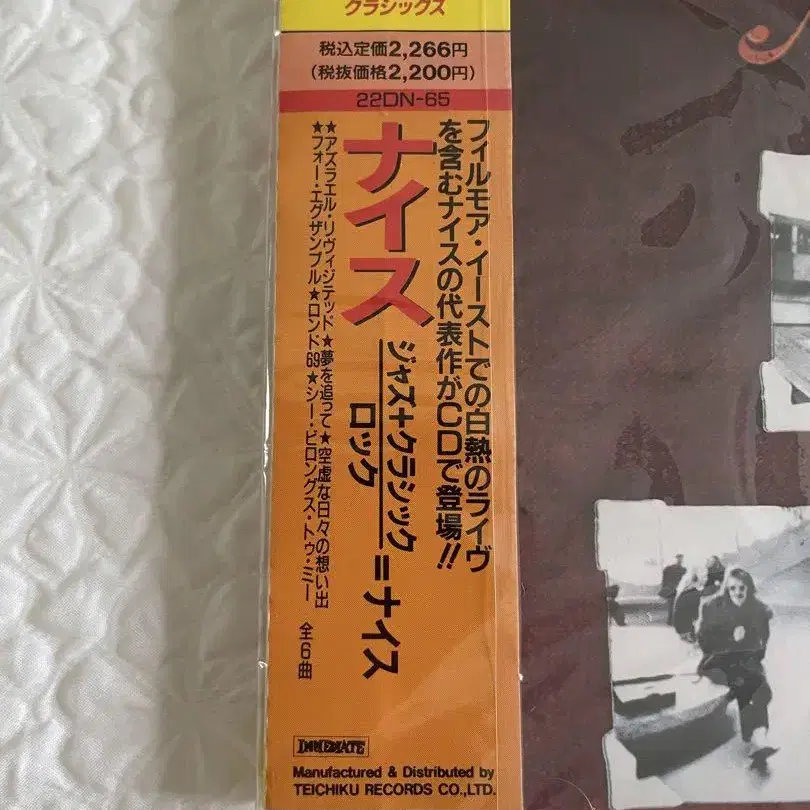 クラシックス
税込定価2,266円
(税抜価格2,200円)
22DN-65
フィルモア・イーストでの白熱のライヴ
を含むナイスの代表作がCDで登場!!
ナイス
ジャズ+クラシック
ロック
=ナイス
★アズラエル・リヴィジテッド★夢を追って★空虚な日々の想い出
★フォー・エグザンプル★ロンド69★シー・ビロングス・トゥ・ミー
全6曲
IMMEDIATE
Manufactured & Distributed by
TEICHIKU RECORDS CO.,LTD.